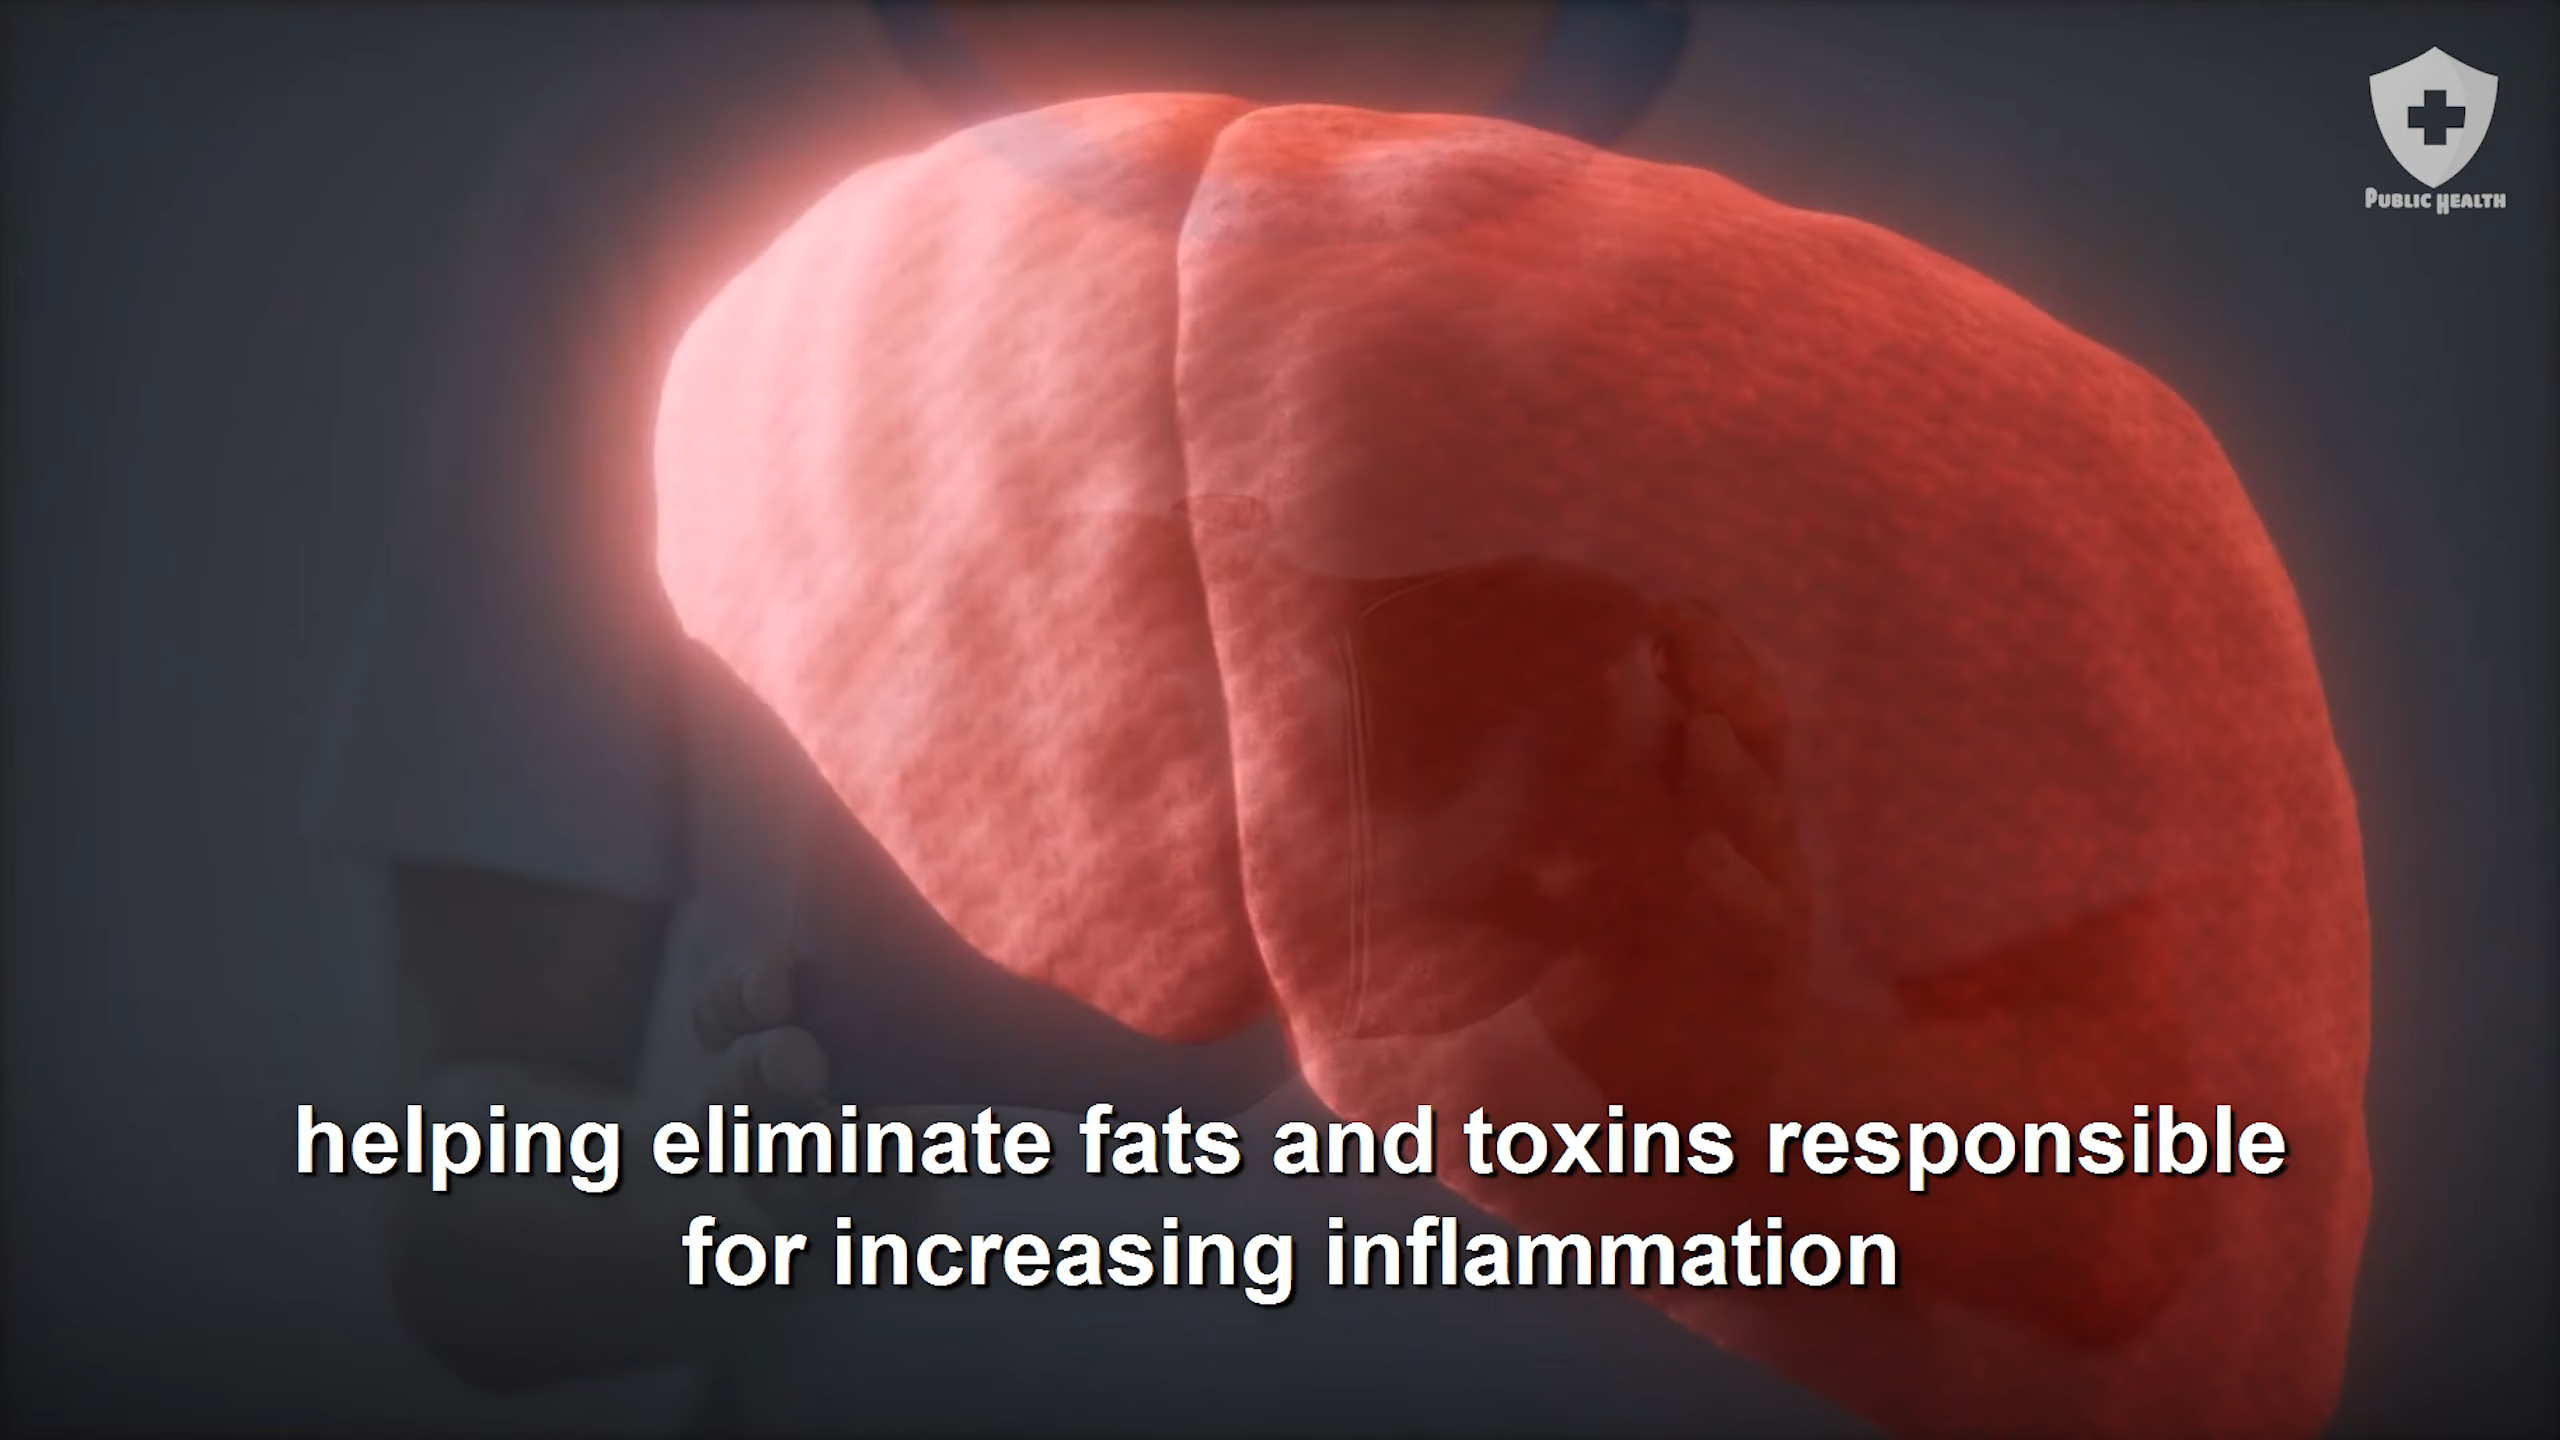 PUBLIC HEALTH
helping eliminate fats and toxins responsible
for increasing inflammation